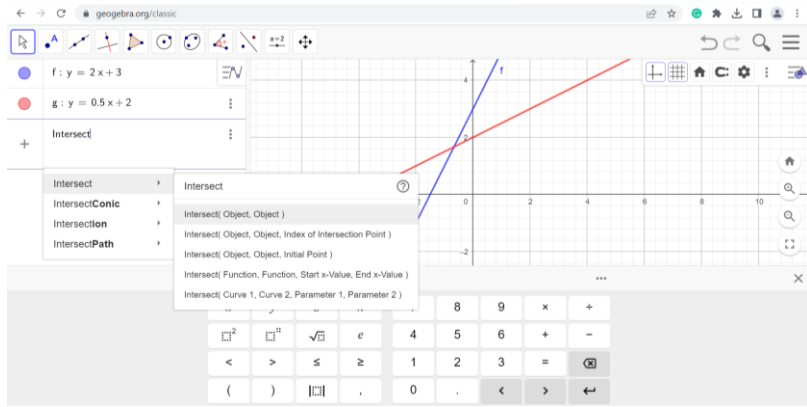 geogebra.org/classic
A
a=2
f : y = 2 x + 3
g : y = 0.5 x + 2
Intersect
Intersect
IntersectConic
Intersection
IntersectPath
Intersect
Intersect( Object, Object )
Intersect( Object, Object, Index of Intersection Point )
Intersect( Object, Object, Initial Point )
Intersect( Function, Function, Start x-Value, End x-Value )
Intersect( Curve 1, Curve 2, Parameter 1, Parameter 2 )
f
4
2
0 2 4 6 8 10
-2
8 9 × ÷
e 4 5 6 + −
< > ≤ ≥ 1 2 3 =
( ) , 0 . < >